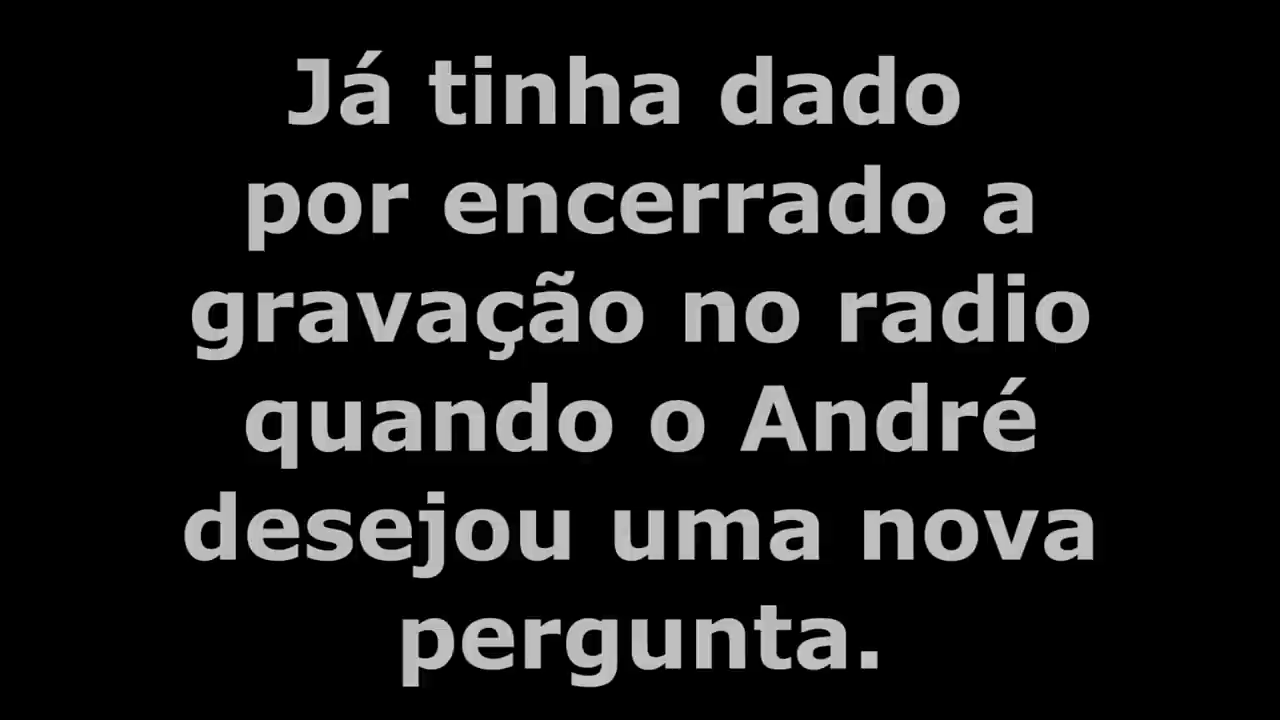 Já tinha dado
por encerrado a
gravação no radio
quando o André
desejou uma nova
pergunta.